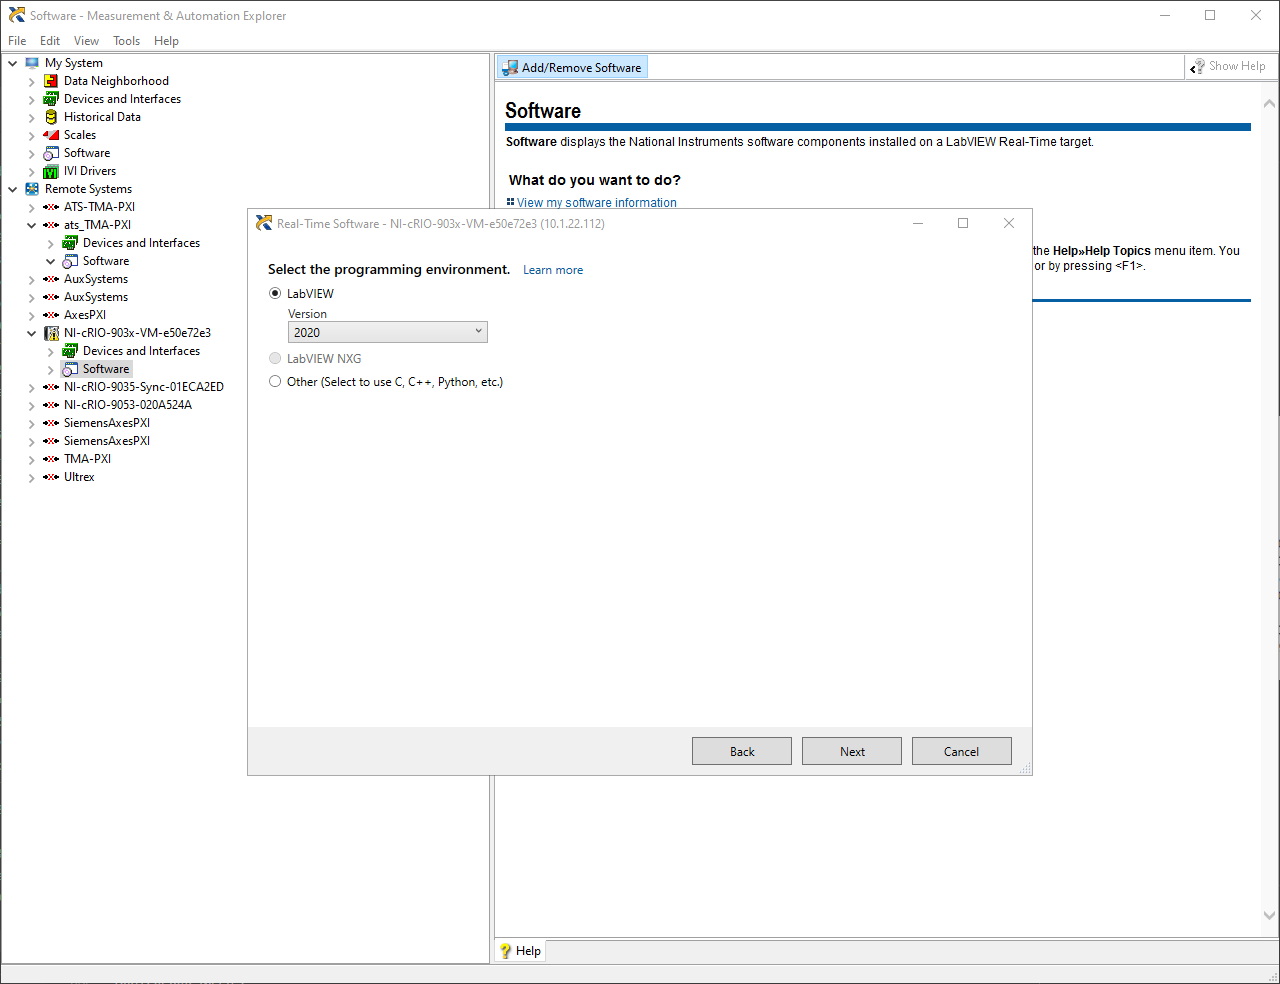 Software - Measurement & Automation Explorer
File Edit View Tools Help
My System
Data Neighborhood
Devices and Interfaces
Historical Data
Scales
Software
IVI Drivers
Remote Systems
ATS-TMA-PXI
ats_TMA-PXI
Devices and Interfaces
Software
AuxSystems
AuxSystems
AxesPXI
NI-cRIO-903x-VM-e50e72e3
Devices and Interfaces
Software
NI-cRIO-9035-Sync-01ECA2ED
NI-cRIO-9053-020A524A
SiemensAxesPXI
SiemensAxesPXI
TMA-PXI
Ultrex
Add/Remove Software
Show Help
Software
Software displays the National Instruments software components installed on a LabVIEW Real-Time target.
What do you want to do?
View my software information
the Help»Help Topics menu item. You
or by pressing <F1>.
Real-Time Software - NI-cRIO-903x-VM-e50e72e3 (10.1.22.112)
Select the programming environment. Learn more
LabVIEW
Version
2020
LabVIEW NXG
Other (Select to use C, C++, Python, etc.)
Back Next Cancel
Help